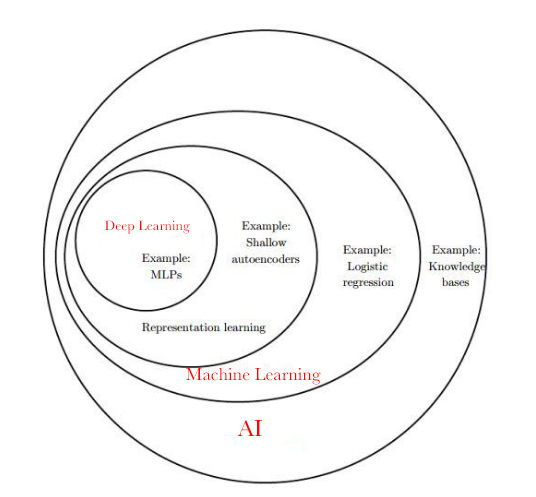 Deep Learning
Example:
MLPs
Example:
Shallow
autoencoders
Example:
Logistic
regression
Example:
Knowledge
bases
Representation learning
Machine Learning
AI